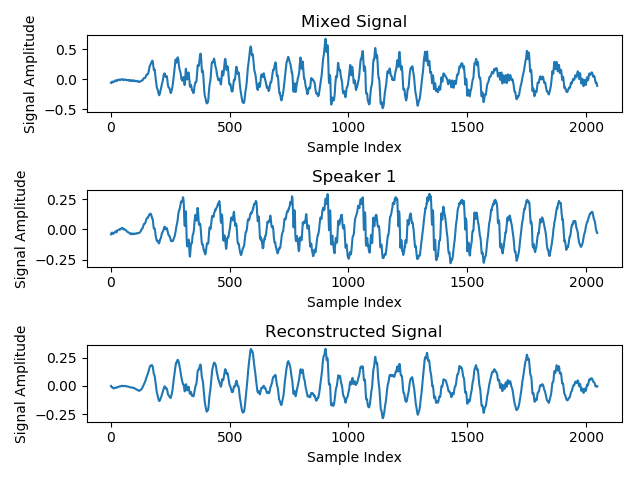 Mixed Signal
Signal Amplitude
0.5
0.0
−0.5
0
500
1000
1500
2000
Sample Index
Speaker 1
Signal Amplitude
0.25
0.00
−0.25
0
500
1000
1500
2000
Sample Index
Reconstructed Signal
Signal Amplitude
0.25
0.00
−0.25
0
500
1000
1500
2000
Sample Index